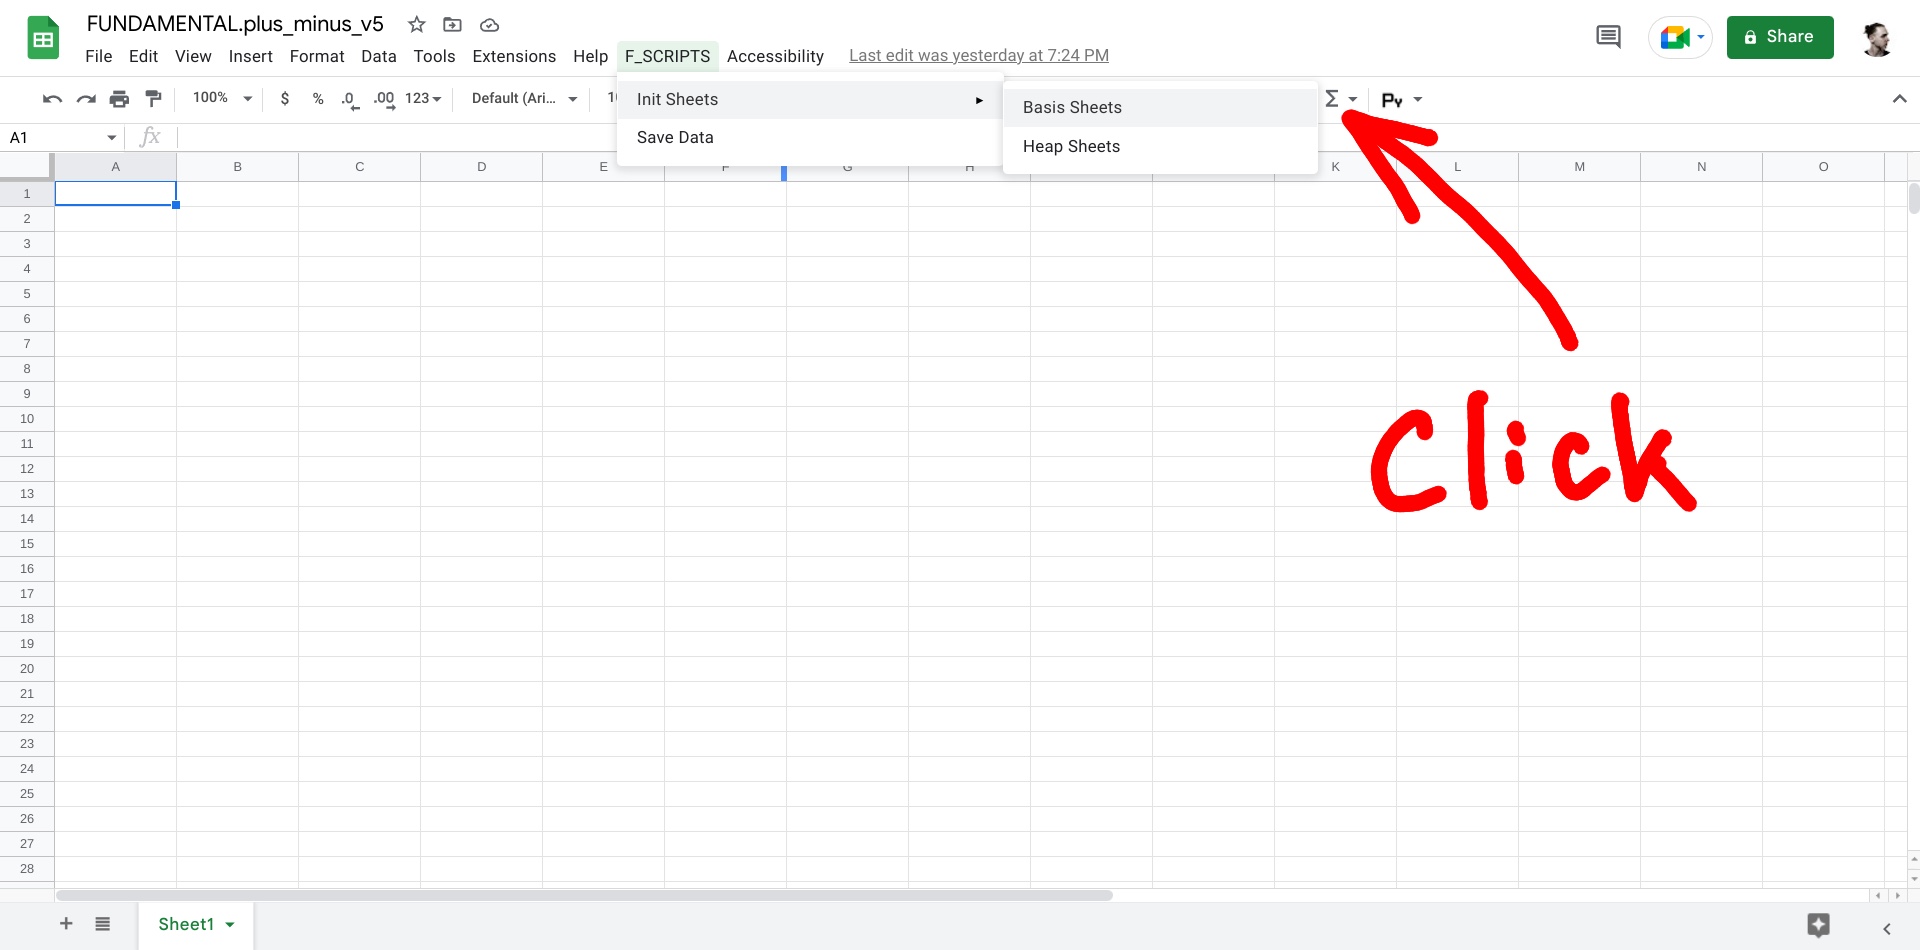 FUNDAMENTAL.plus_minus_v5
File Edit View Insert Format Data Tools Extensions Help F_SCRIPTS Accessibility Last edit was yesterday at 7:24 PM
Share
100% $ % .0 .00 123 Default (Ari... 10
Init Sheets
Save Data
Basis Sheets
Heap Sheets
Σ
Py
A1 fx
A B C D E F G H K L M N O
1
2
3
4
5
6
7
8
9
10
11
12
13
14
15
16
17
18
19
20
21
22
23
24
25
26
27
28
Click
Sheet1